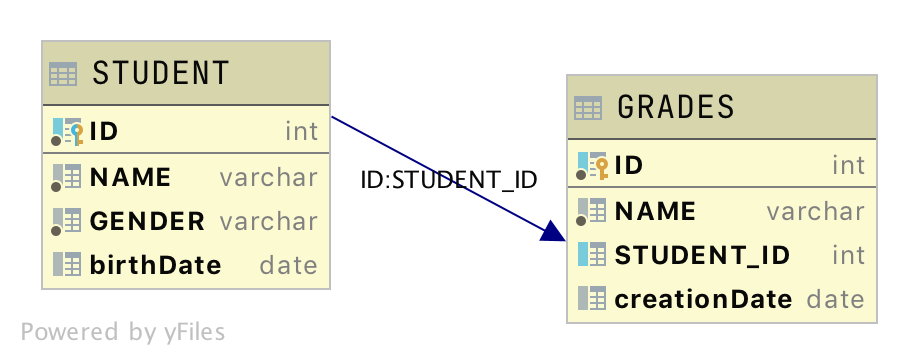 STUDENT
ID int
NAME varchar
GENDER varchar
birthDate date
ID:STUDENT_ID
GRADES
ID int
NAME varchar
STUDENT_ID int
creationDate date
Powered by yFiles